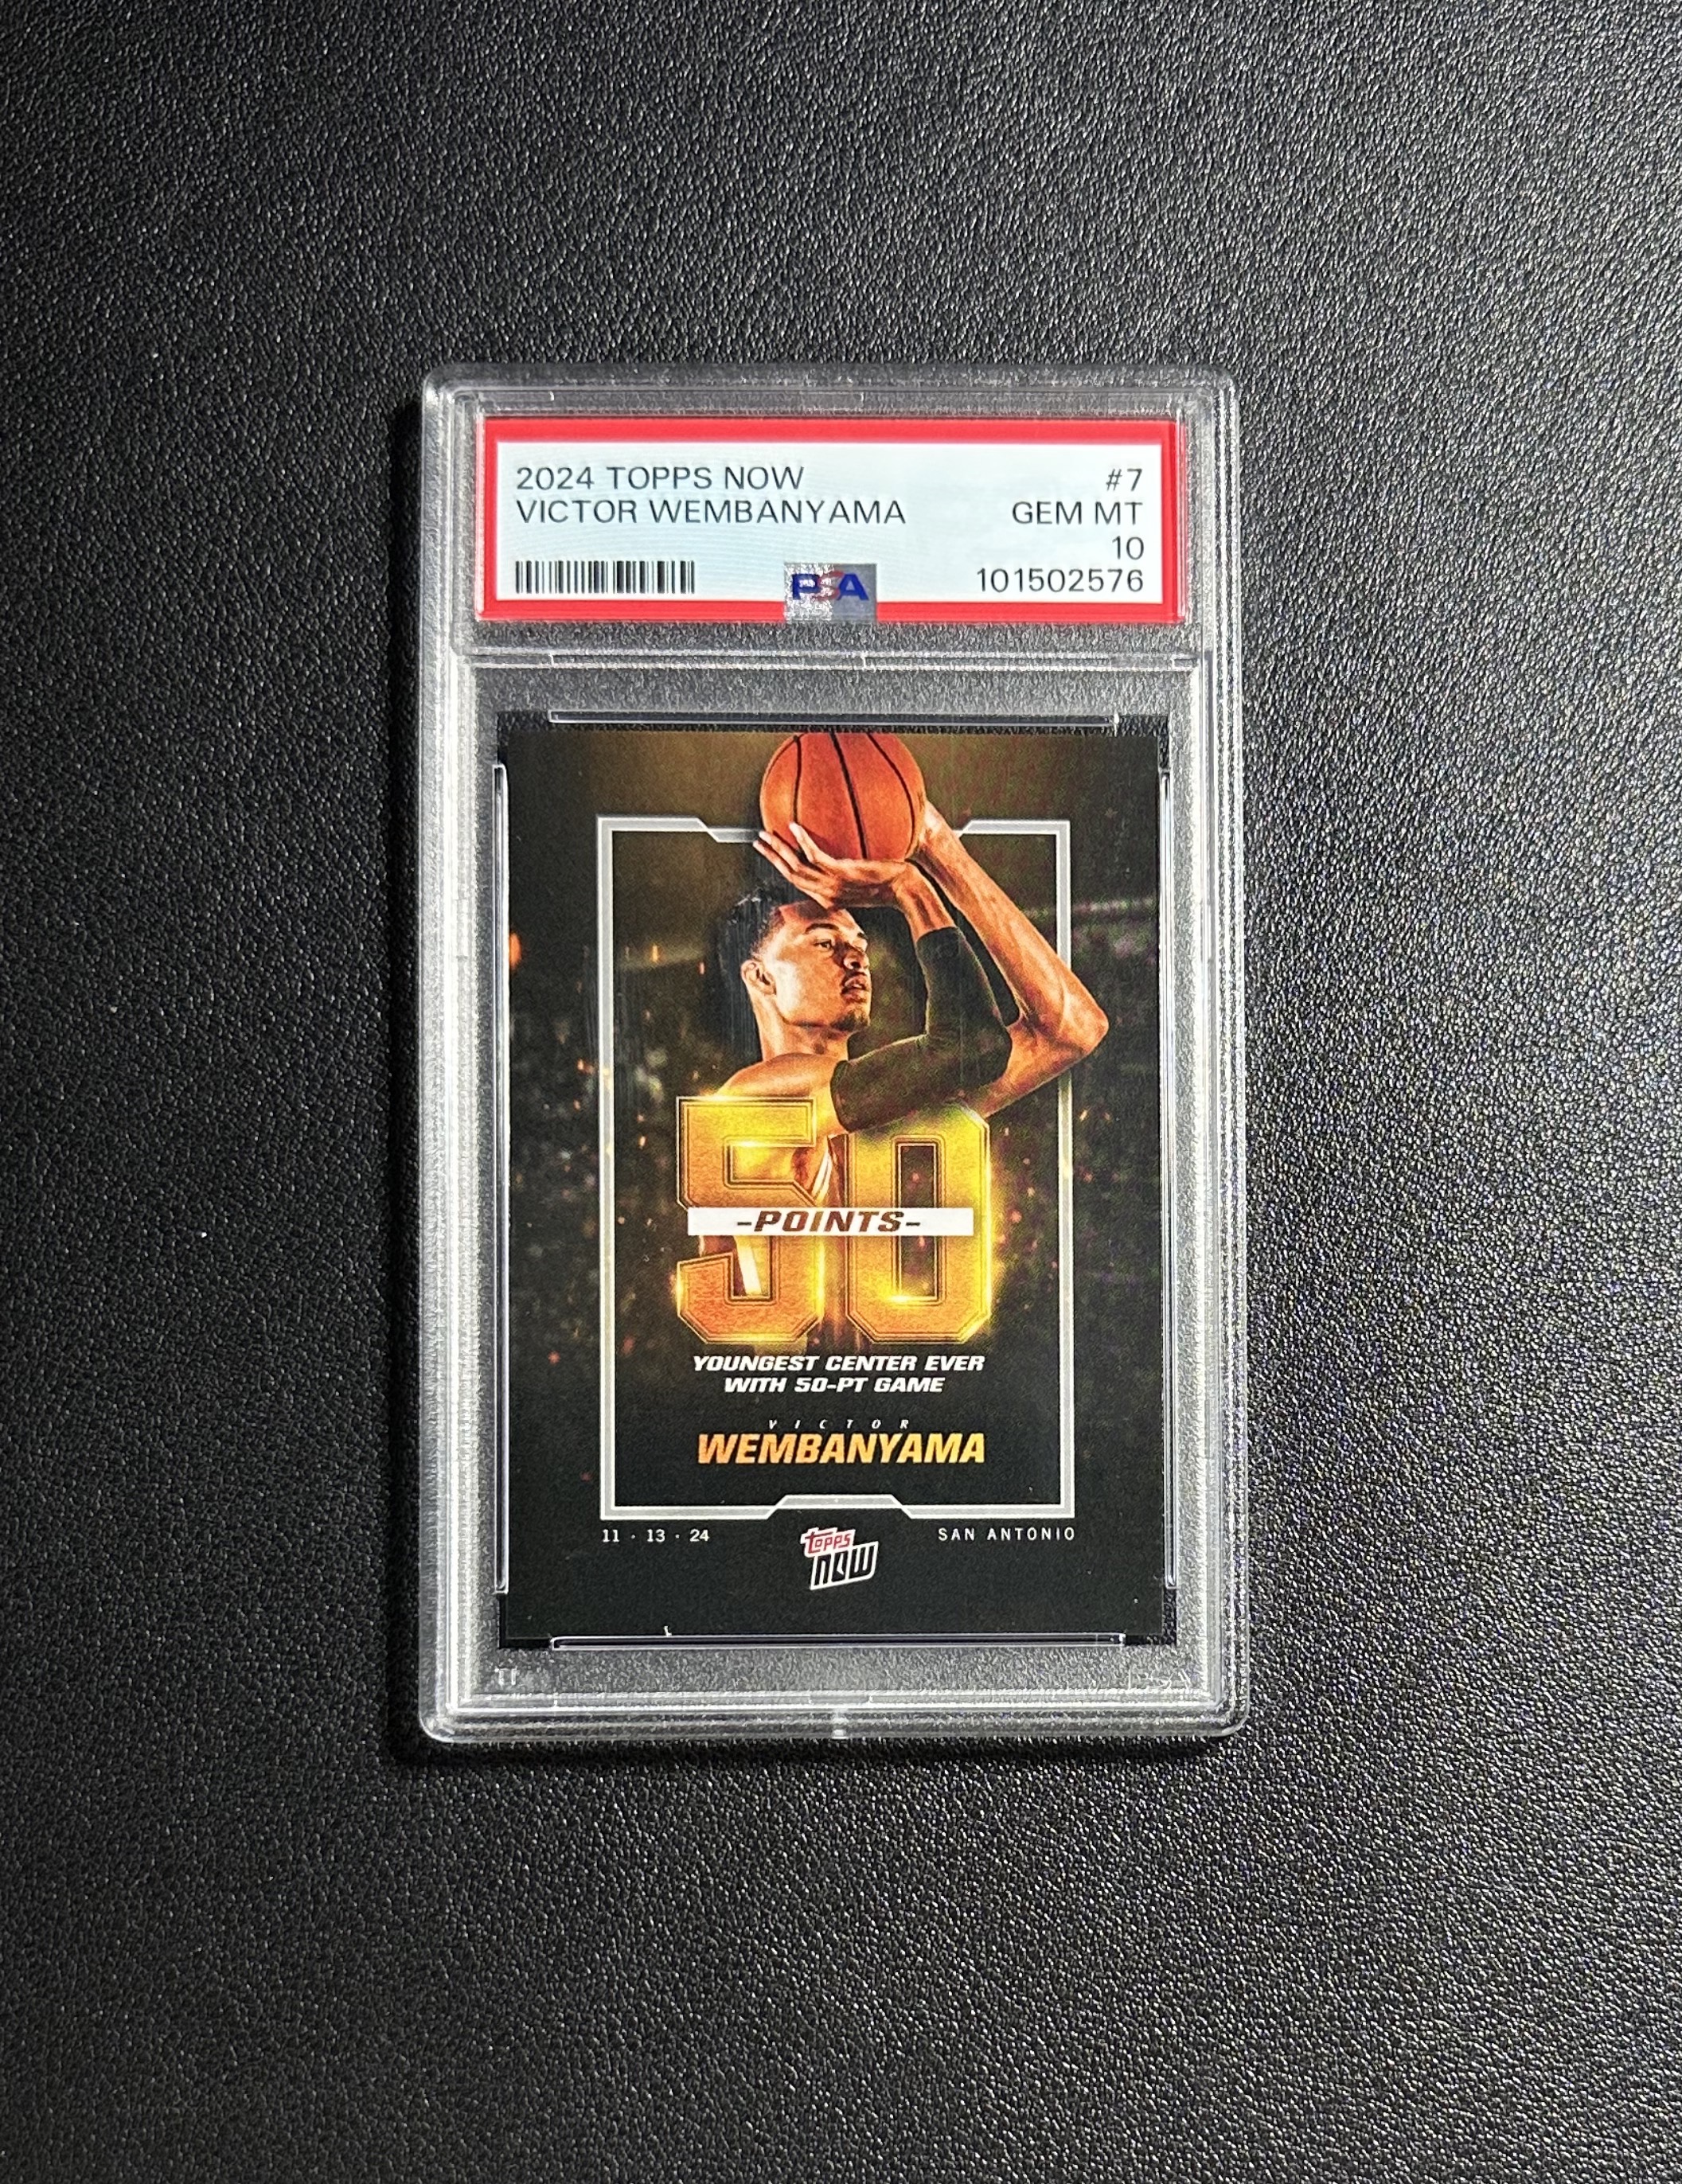 2024 TOPPS NOW #7
VICTOR WEMBANYAMA GEM MT
10
PSA 101502576
50
-POINTS-
YOUNGEST CENTER EVER
WITH 50-PT GAME
VICTOR
WEMBANYAMA
11 · 13 · 24 topps SAN ANTONIO
NOW